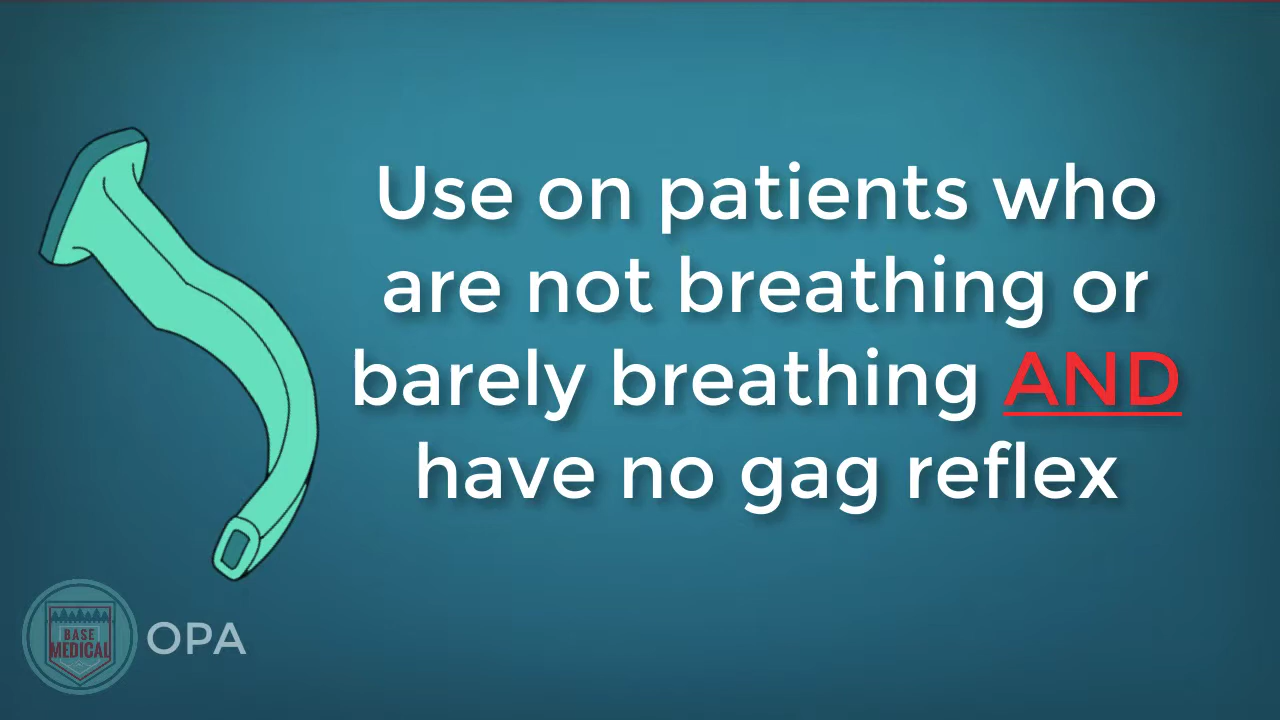 Use on patients who
are not breathing or
barely breathing AND
have no gag reflex
BASE
MEDICAL
OPA